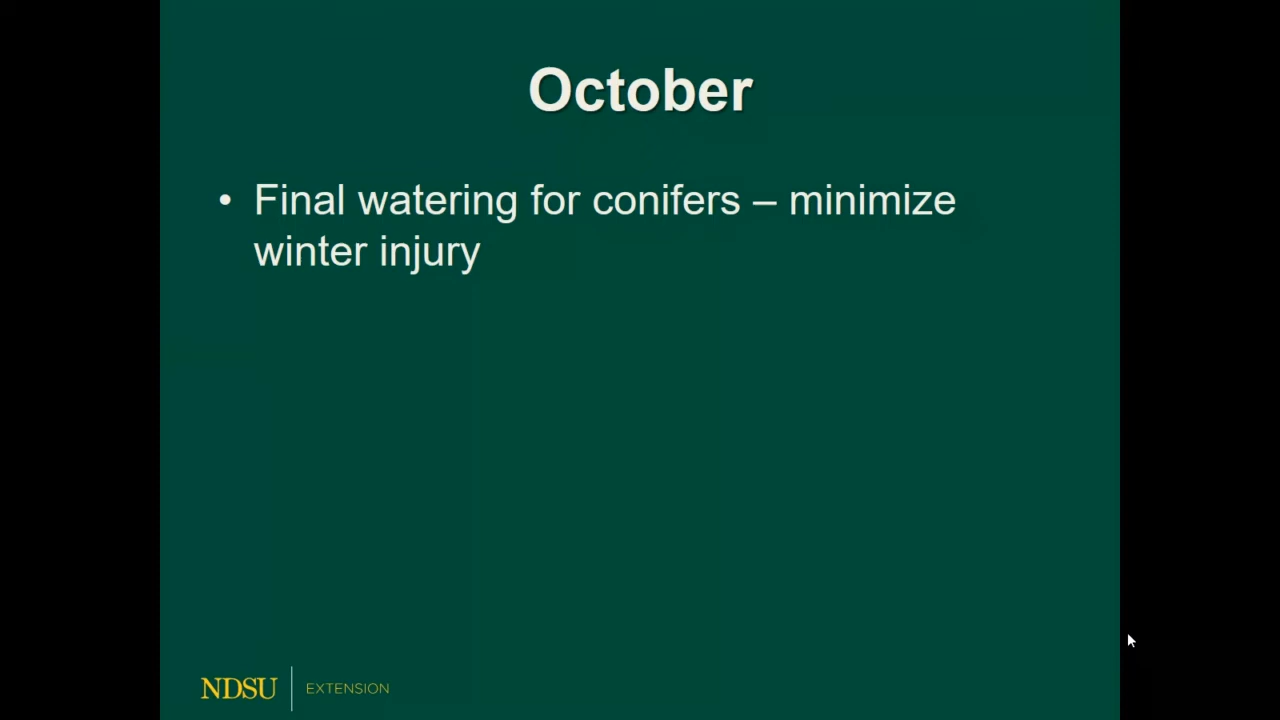 October
• Final watering for conifers – minimize
winter injury
NDSU | EXTENSION